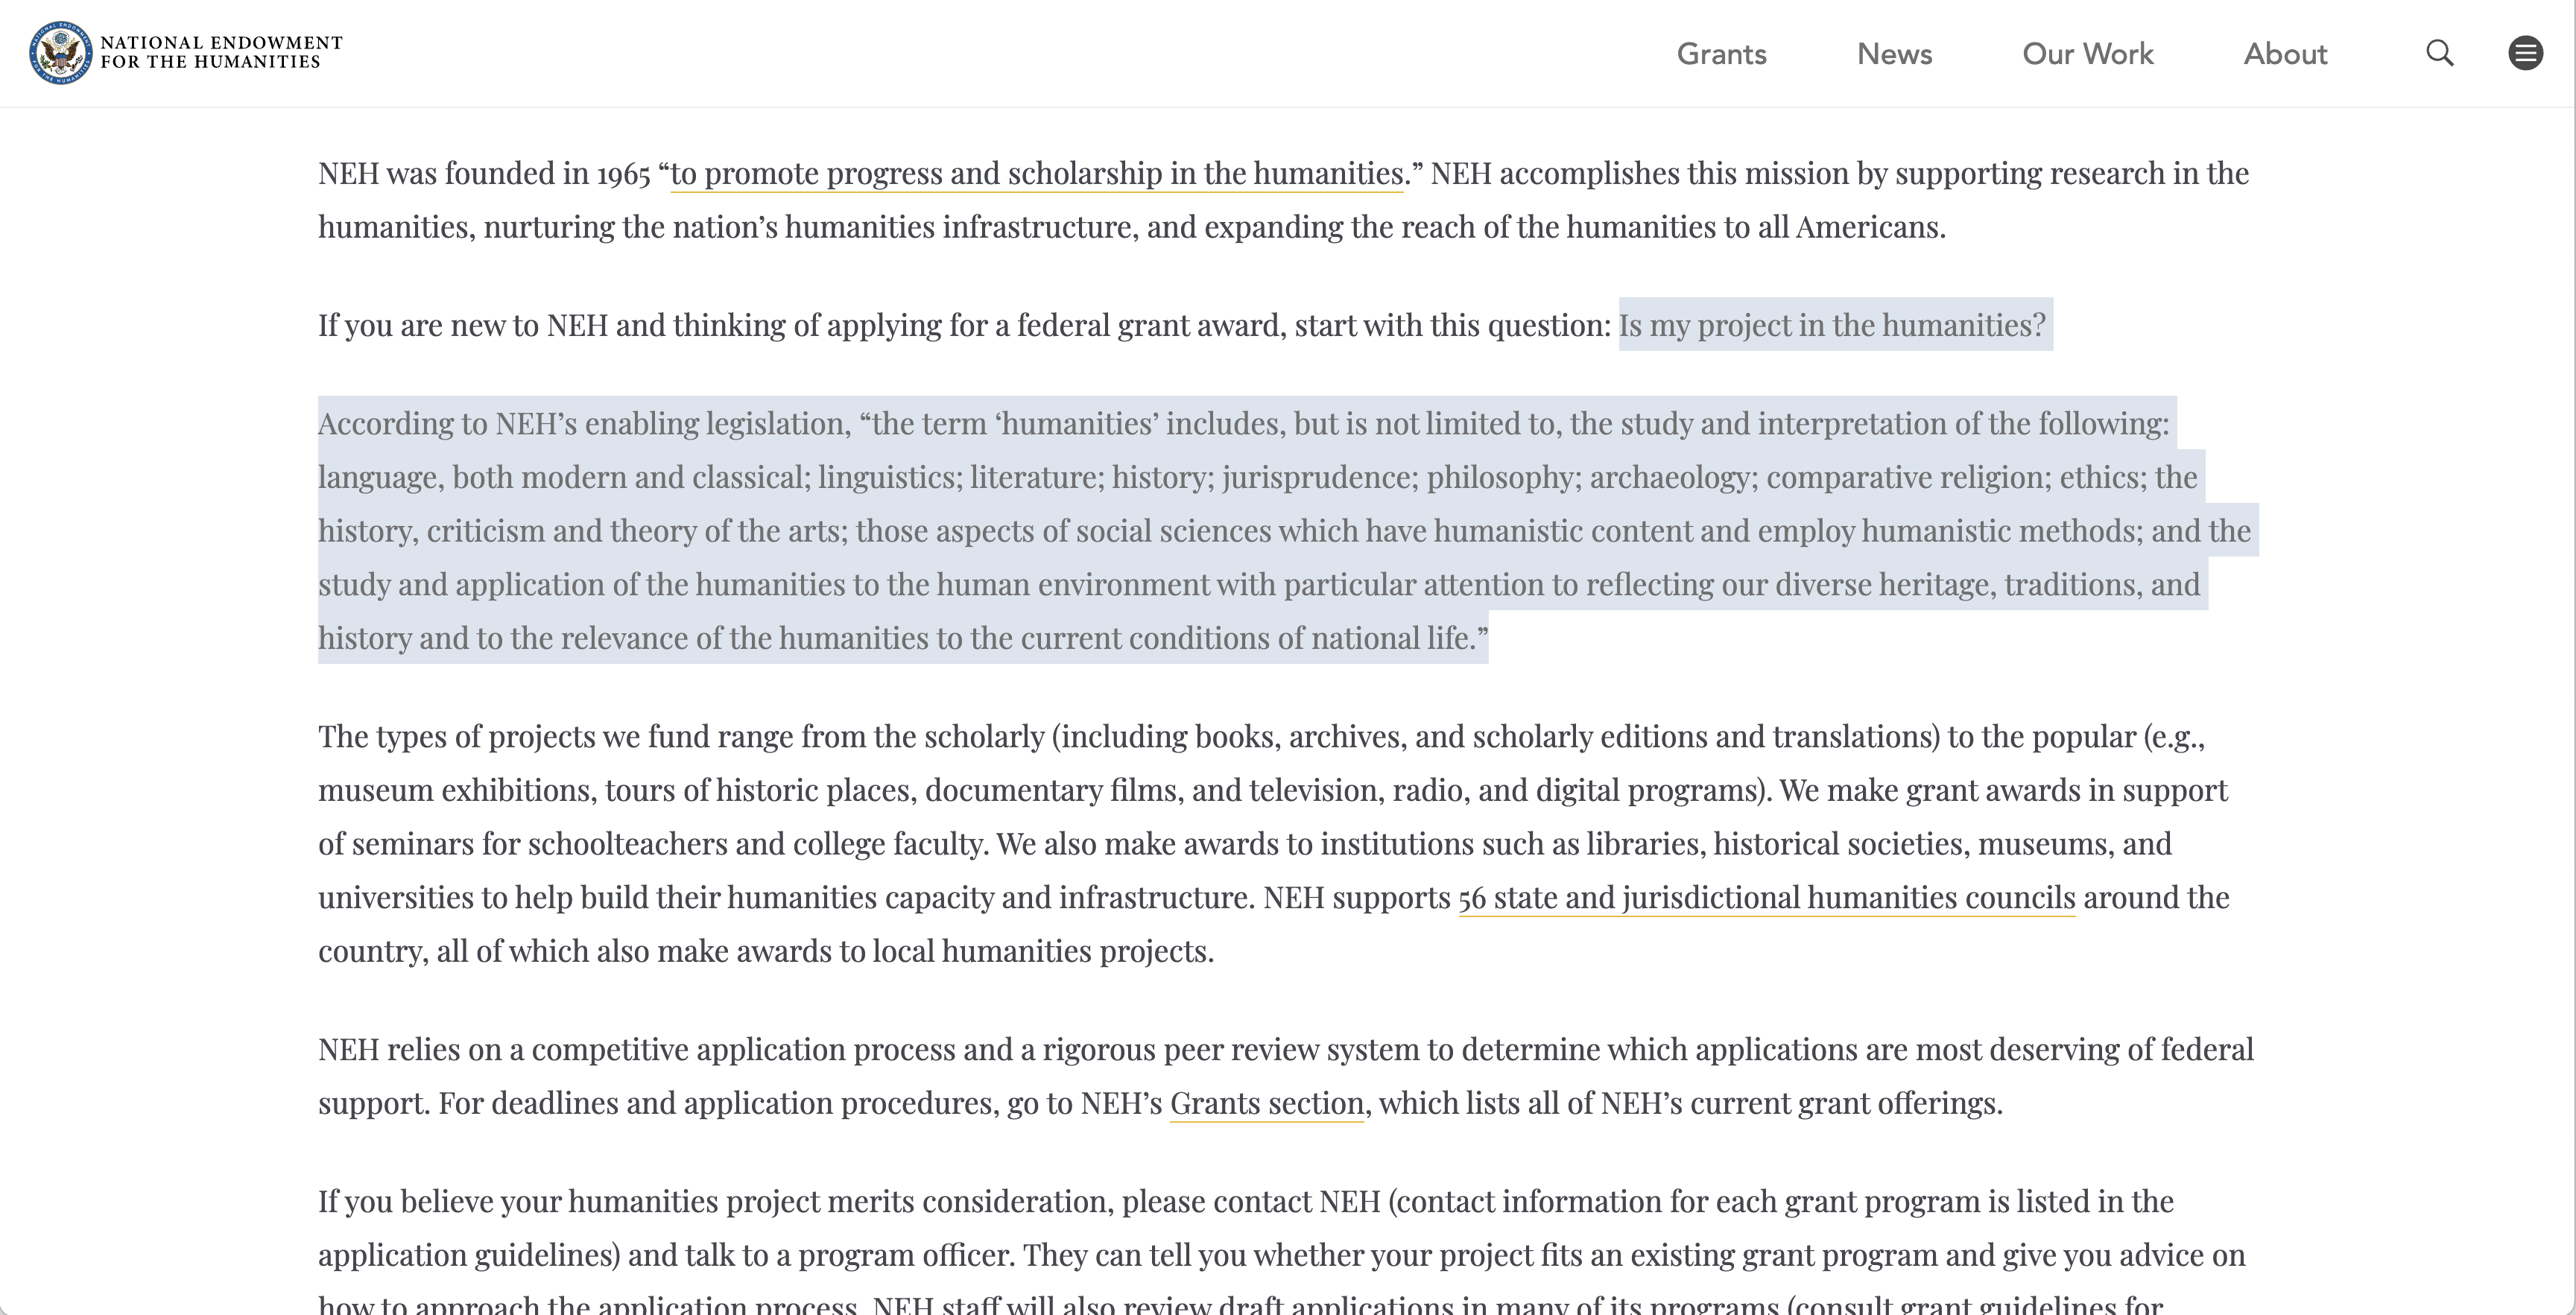 NATIONAL ENDOWMENT
FOR THE HUMANITIES
Grants
News
Our Work
About
NEH was founded in 1965 “to promote progress and scholarship in the humanities.” NEH accomplishes this mission by supporting research in the
humanities, nurturing the nation’s humanities infrastructure, and expanding the reach of the humanities to all Americans.
If you are new to NEH and thinking of applying for a federal grant award, start with this question: Is my project in the humanities?
According to NEH’s enabling legislation, “the term ‘humanities’ includes, but is not limited to, the study and interpretation of the following:
language, both modern and classical; linguistics; literature; history; jurisprudence; philosophy; archaeology; comparative religion; ethics; the
history, criticism and theory of the arts; those aspects of social sciences which have humanistic content and employ humanistic methods; and the
study and application of the humanities to the human environment with particular attention to reflecting our diverse heritage, traditions, and
history and to the relevance of the humanities to the current conditions of national life.”
The types of projects we fund range from the scholarly (including books, archives, and scholarly editions and translations) to the popular (e.g.,
museum exhibitions, tours of historic places, documentary films, and television, radio, and digital programs). We make grant awards in support
of seminars for schoolteachers and college faculty. We also make awards to institutions such as libraries, historical societies, museums, and
universities to help build their humanities capacity and infrastructure. NEH supports 56 state and jurisdictional humanities councils around the
country, all of which also make awards to local humanities projects.
NEH relies on a competitive application process and a rigorous peer review system to determine which applications are most deserving of federal
support. For deadlines and application procedures, go to NEH’s Grants section, which lists all of NEH’s current grant offerings.
If you believe your humanities project merits consideration, please contact NEH (contact information for each grant program is listed in the
application guidelines) and talk to a program officer. They can tell you whether your project fits an existing grant program and give you advice on
how to approach the application process. NEH staff will also review draft applications in many of its programs (consult grant guidelines for